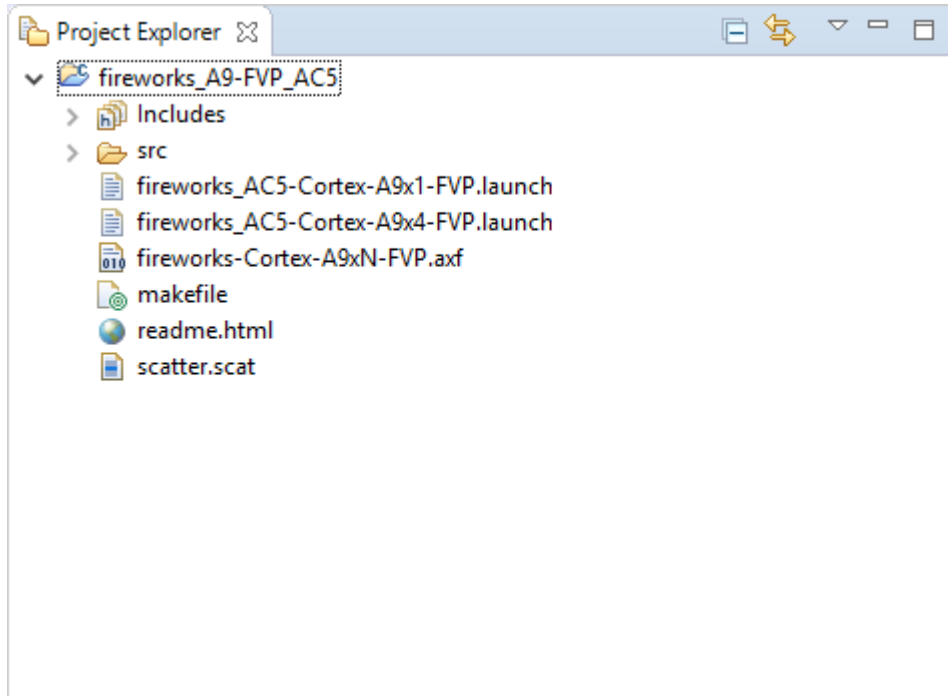 Project Explorer
fireworks_A9-FVP_AC5
Includes
src
fireworks_AC5-Cortex-A9x1-FVP.launch
fireworks_AC5-Cortex-A9x4-FVP.launch
fireworks-Cortex-A9xN-FVP.axf
makefile
readme.html
scatter.scat